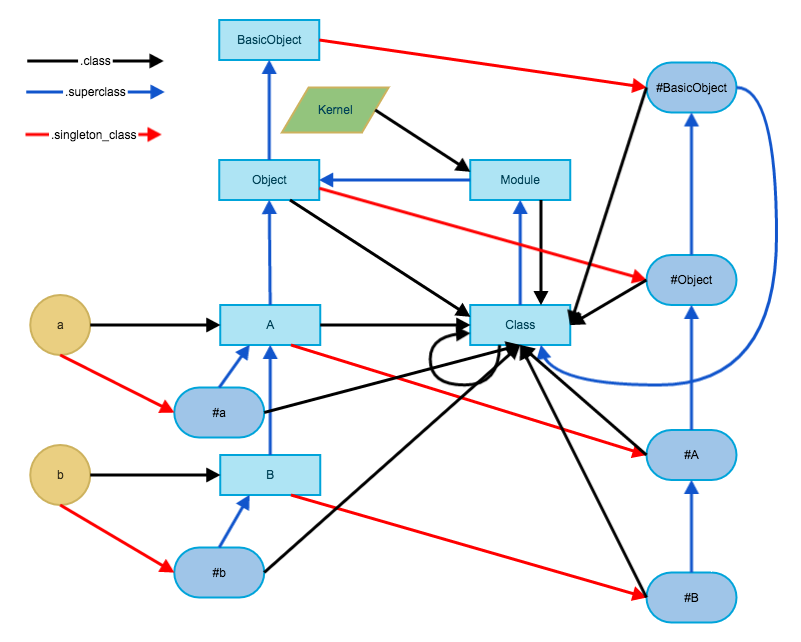 BasicObject
.class
#BasicObject
.superclass
Kernel
.singleton_class
Object
Module
#Object
a
A
Class
#a
#A
b
B
#b
#B